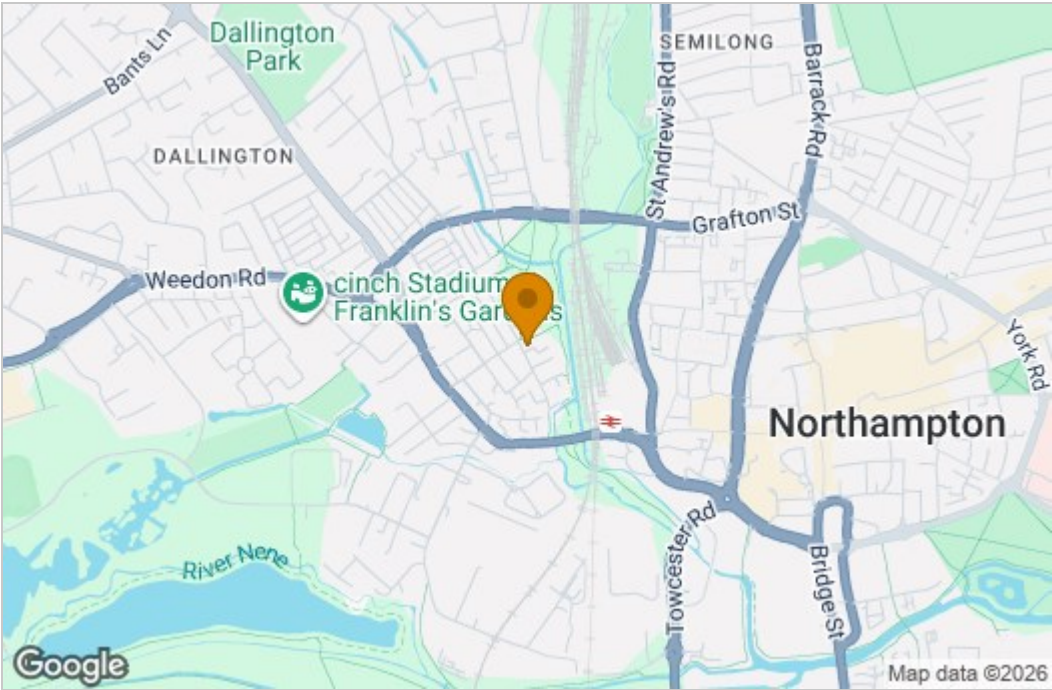 Dallington
Park
Bants Ln
SEMILONG
Barrack Rd
St Andrew's Rd
DALLINGTON
Grafton St
Weedon Rd
cinch Stadium
Franklin's Gardens
York Rd
Northampton
Towcester Rd
River Nene
Bridge St
Google
Map data ©2026